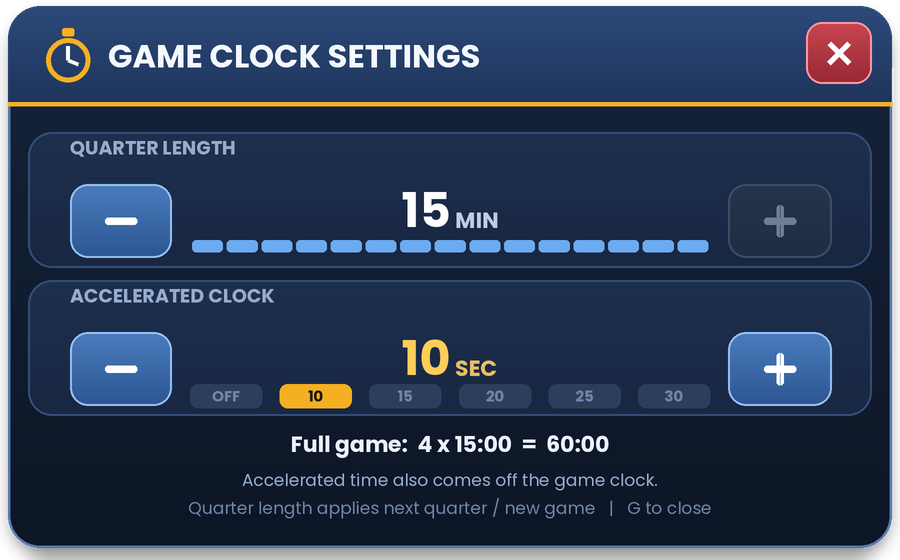 GAME CLOCK SETTINGS
QUARTER LENGTH
15 MIN
ACCELERATED CLOCK
10 SEC
OFF 10 15 20 25 30
Full game: 4 x 15:00 = 60:00
Accelerated time also comes off the game clock.
Quarter length applies next quarter / new game | G to close